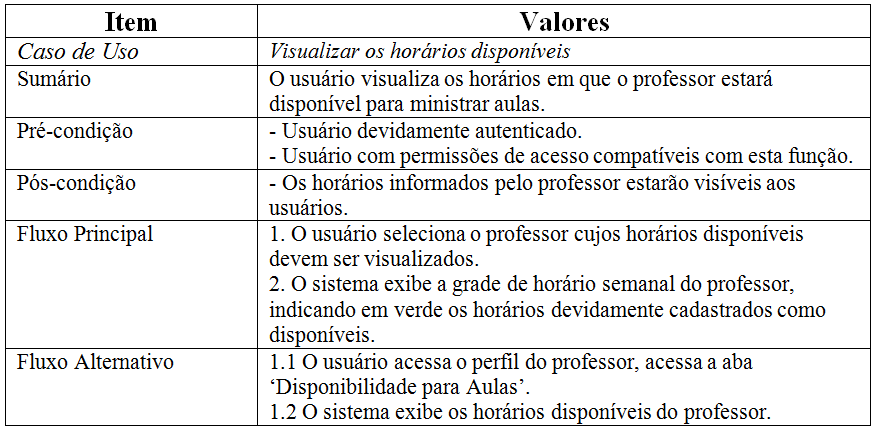 Item Valores
Caso de Uso Visualizar os horários disponíveis
Sumário O usuário visualiza os horários em que o professor estará
disponível para ministrar aulas.
Pré-condição - Usuário devidamente autenticado.
- Usuário com permissões de acesso compatíveis com esta função.
Pós-condição - Os horários informados pelo professor estarão visíveis aos
usuários.
Fluxo Principal 1. O usuário seleciona o professor cujos horários disponíveis
devem ser visualizados.
2. O sistema exibe a grade de horário semanal do professor,
indicando em verde os horários devidamente cadastrados como
disponíveis.
Fluxo Alternativo 1.1 O usuário acessa o perfil do professor, acessa a aba
‘Disponibilidade para Aulas’.
1.2 O sistema exibe os horários disponíveis do professor.